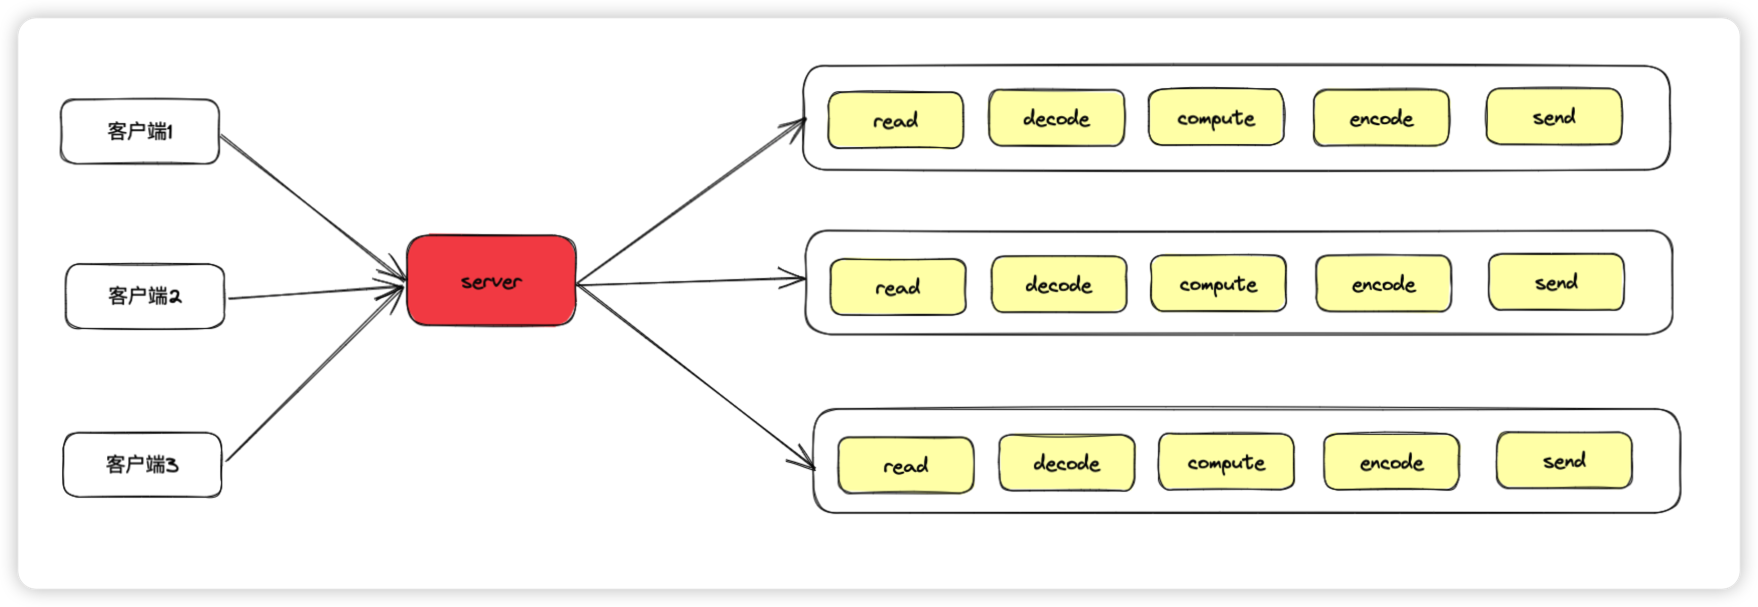 客户端1
客户端2
客户端3
server
read
decode
compute
encode
send
read
decode
compute
encode
send
read
decode
compute
encode
send